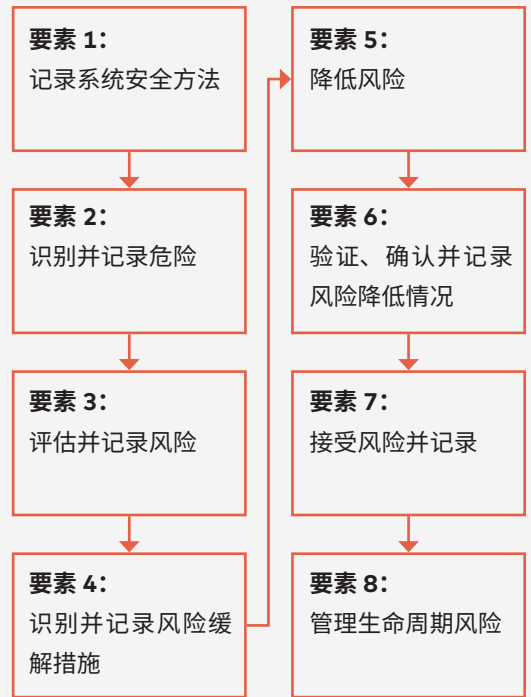 要素 1：
记录系统安全方法
要素 2：
识别并记录危险
要素 3：
评估并记录风险
要素 4：
识别并记录风险缓
解措施
要素 5：
降低风险
要素 6：
验证、确认并记录
风险降低情况
要素 7：
接受风险并记录
要素 8：
管理生命周期风险